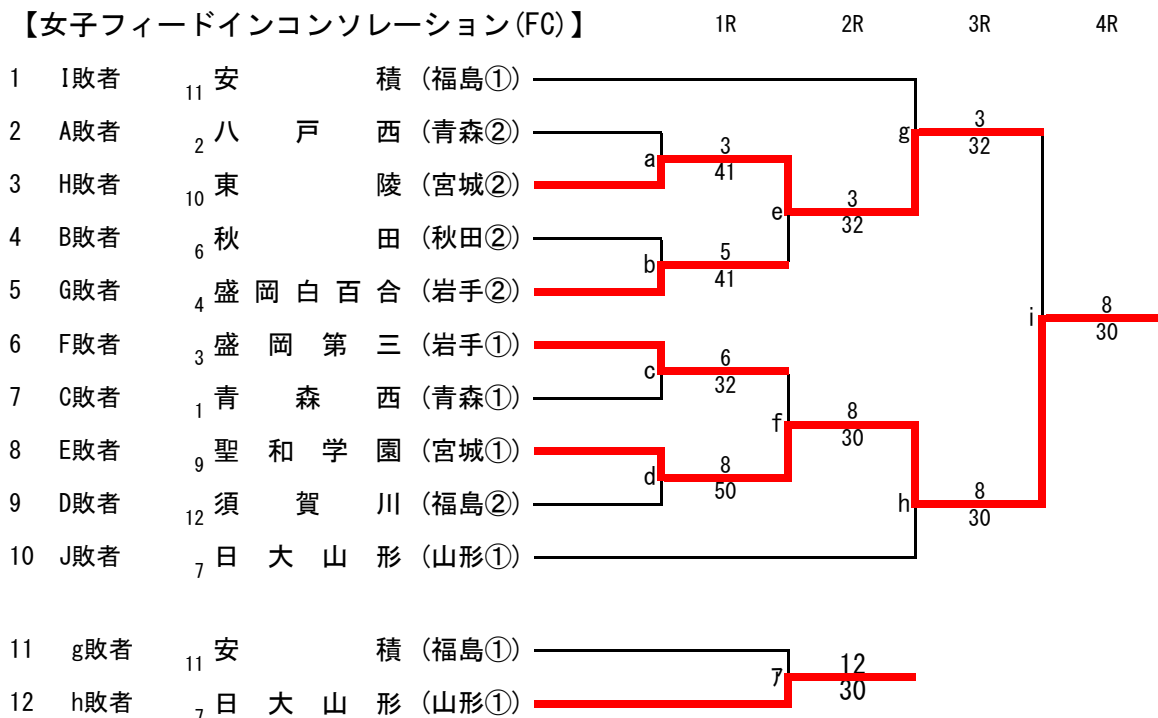 【女子フィードインコンソレーション(FC)】 1R 2R 3R 4R
1 I敗者 11 安積 (福島①)
2 A敗者 2 八戸西 (青森②)
3 H敗者 10 東陵 (宮城②)
4 B敗者 6 秋田 (秋田②)
5 G敗者 4 盛岡白百合 (岩手②)
6 F敗者 3 盛岡第三 (岩手①)
7 C敗者 1 青森西 (青森①)
8 E敗者 9 聖和学園 (宮城①)
9 D敗者 12 須賀川 (福島②)
10 J敗者 7 日大山形 (山形①)
a 3
41
b 5
41
c 6
32
d 8
50
e 3
32
f 8
30
g 3
32
h 8
30
i 8
30
11 g敗者 11 安積 (福島①)
12 h敗者 7 日大山形 (山形①)
ア 12
30